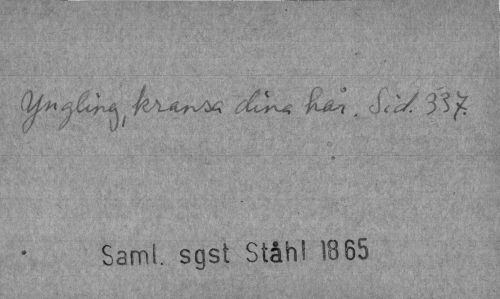 Yngling, kransa dina hår. Sid. 337.
Saml. sgst Ståhl 1865